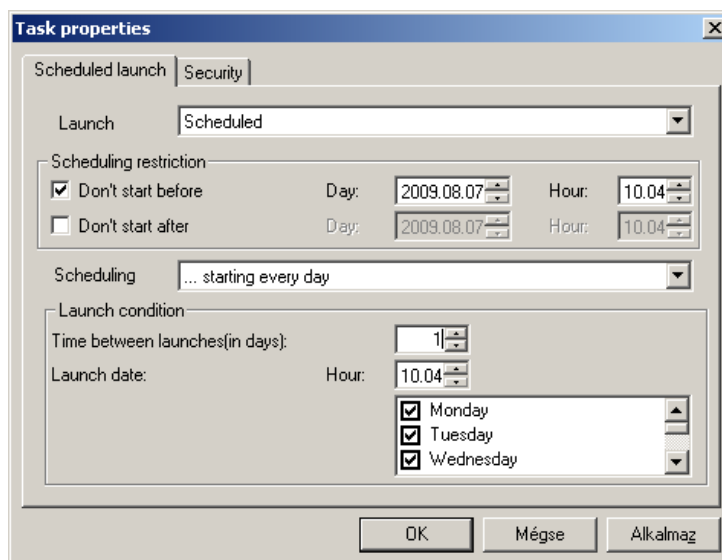 Task properties
Scheduled launch Security
Launch Scheduled
Scheduling restriction
Don't start before Day: 2009.08.07 Hour: 10.04
Don't start after Day: 2009.08.07 Hour: 10.04
Scheduling ... starting every day
Launch condition
Time between launches(in days): 1
Launch date: Hour: 10.04
Monday
Tuesday
Wednesday
OK Mégse Alkalmaz